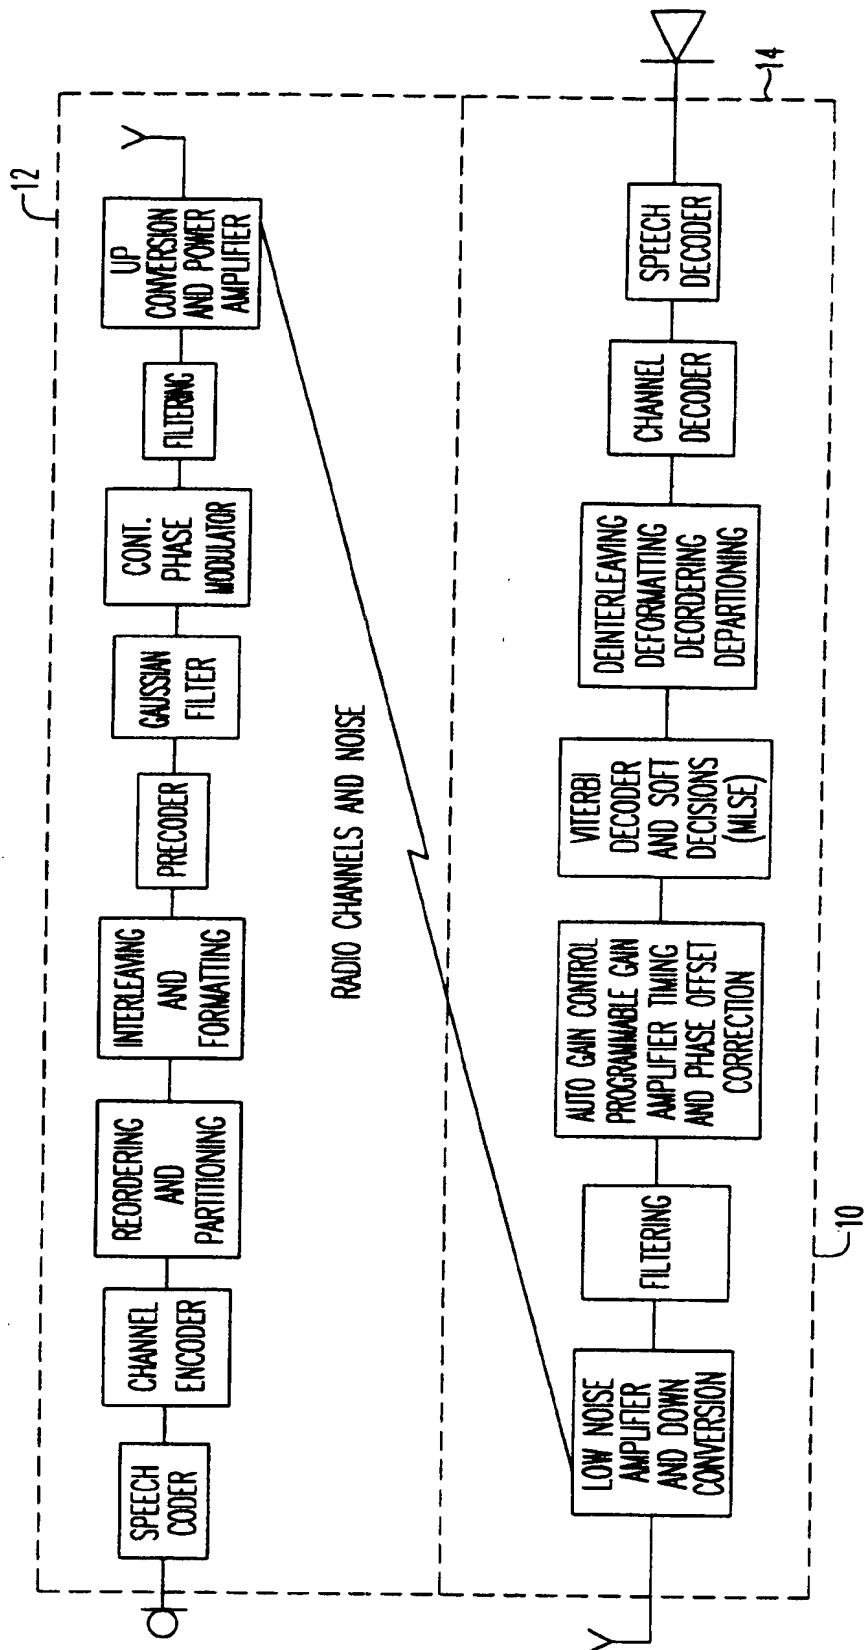 12
SPEECH
CODER
CHANNEL
ENCODER
REORDERING
AND
PARTITIONING
INTERLEAVING
AND
FORMATTING
PRECODER
GAUSSIAN
FILTER
CONT.
PHASE
MODULATOR
FILTERING
UP
CONVERSION
AND POWER
AMPLIFIER
RADIO CHANNELS AND NOISE
LOW NOISE
AMPLIFIER
AND DOWN
CONVERSION
FILTERING
AUTO GAIN CONTROL
PROGRAMMABLE GAIN
AMPLIFIER TIMING
AND PHASE OFFSET
CORRECTION
VITERBI
DECODER
AND SOFT
DECISIONS
(MLSE)
DEINTERLEAVING
DEFORMATTING
DEORDERING
DEPARTIONING
CHANNEL
DECODER
SPEECH
DECODER
14
10